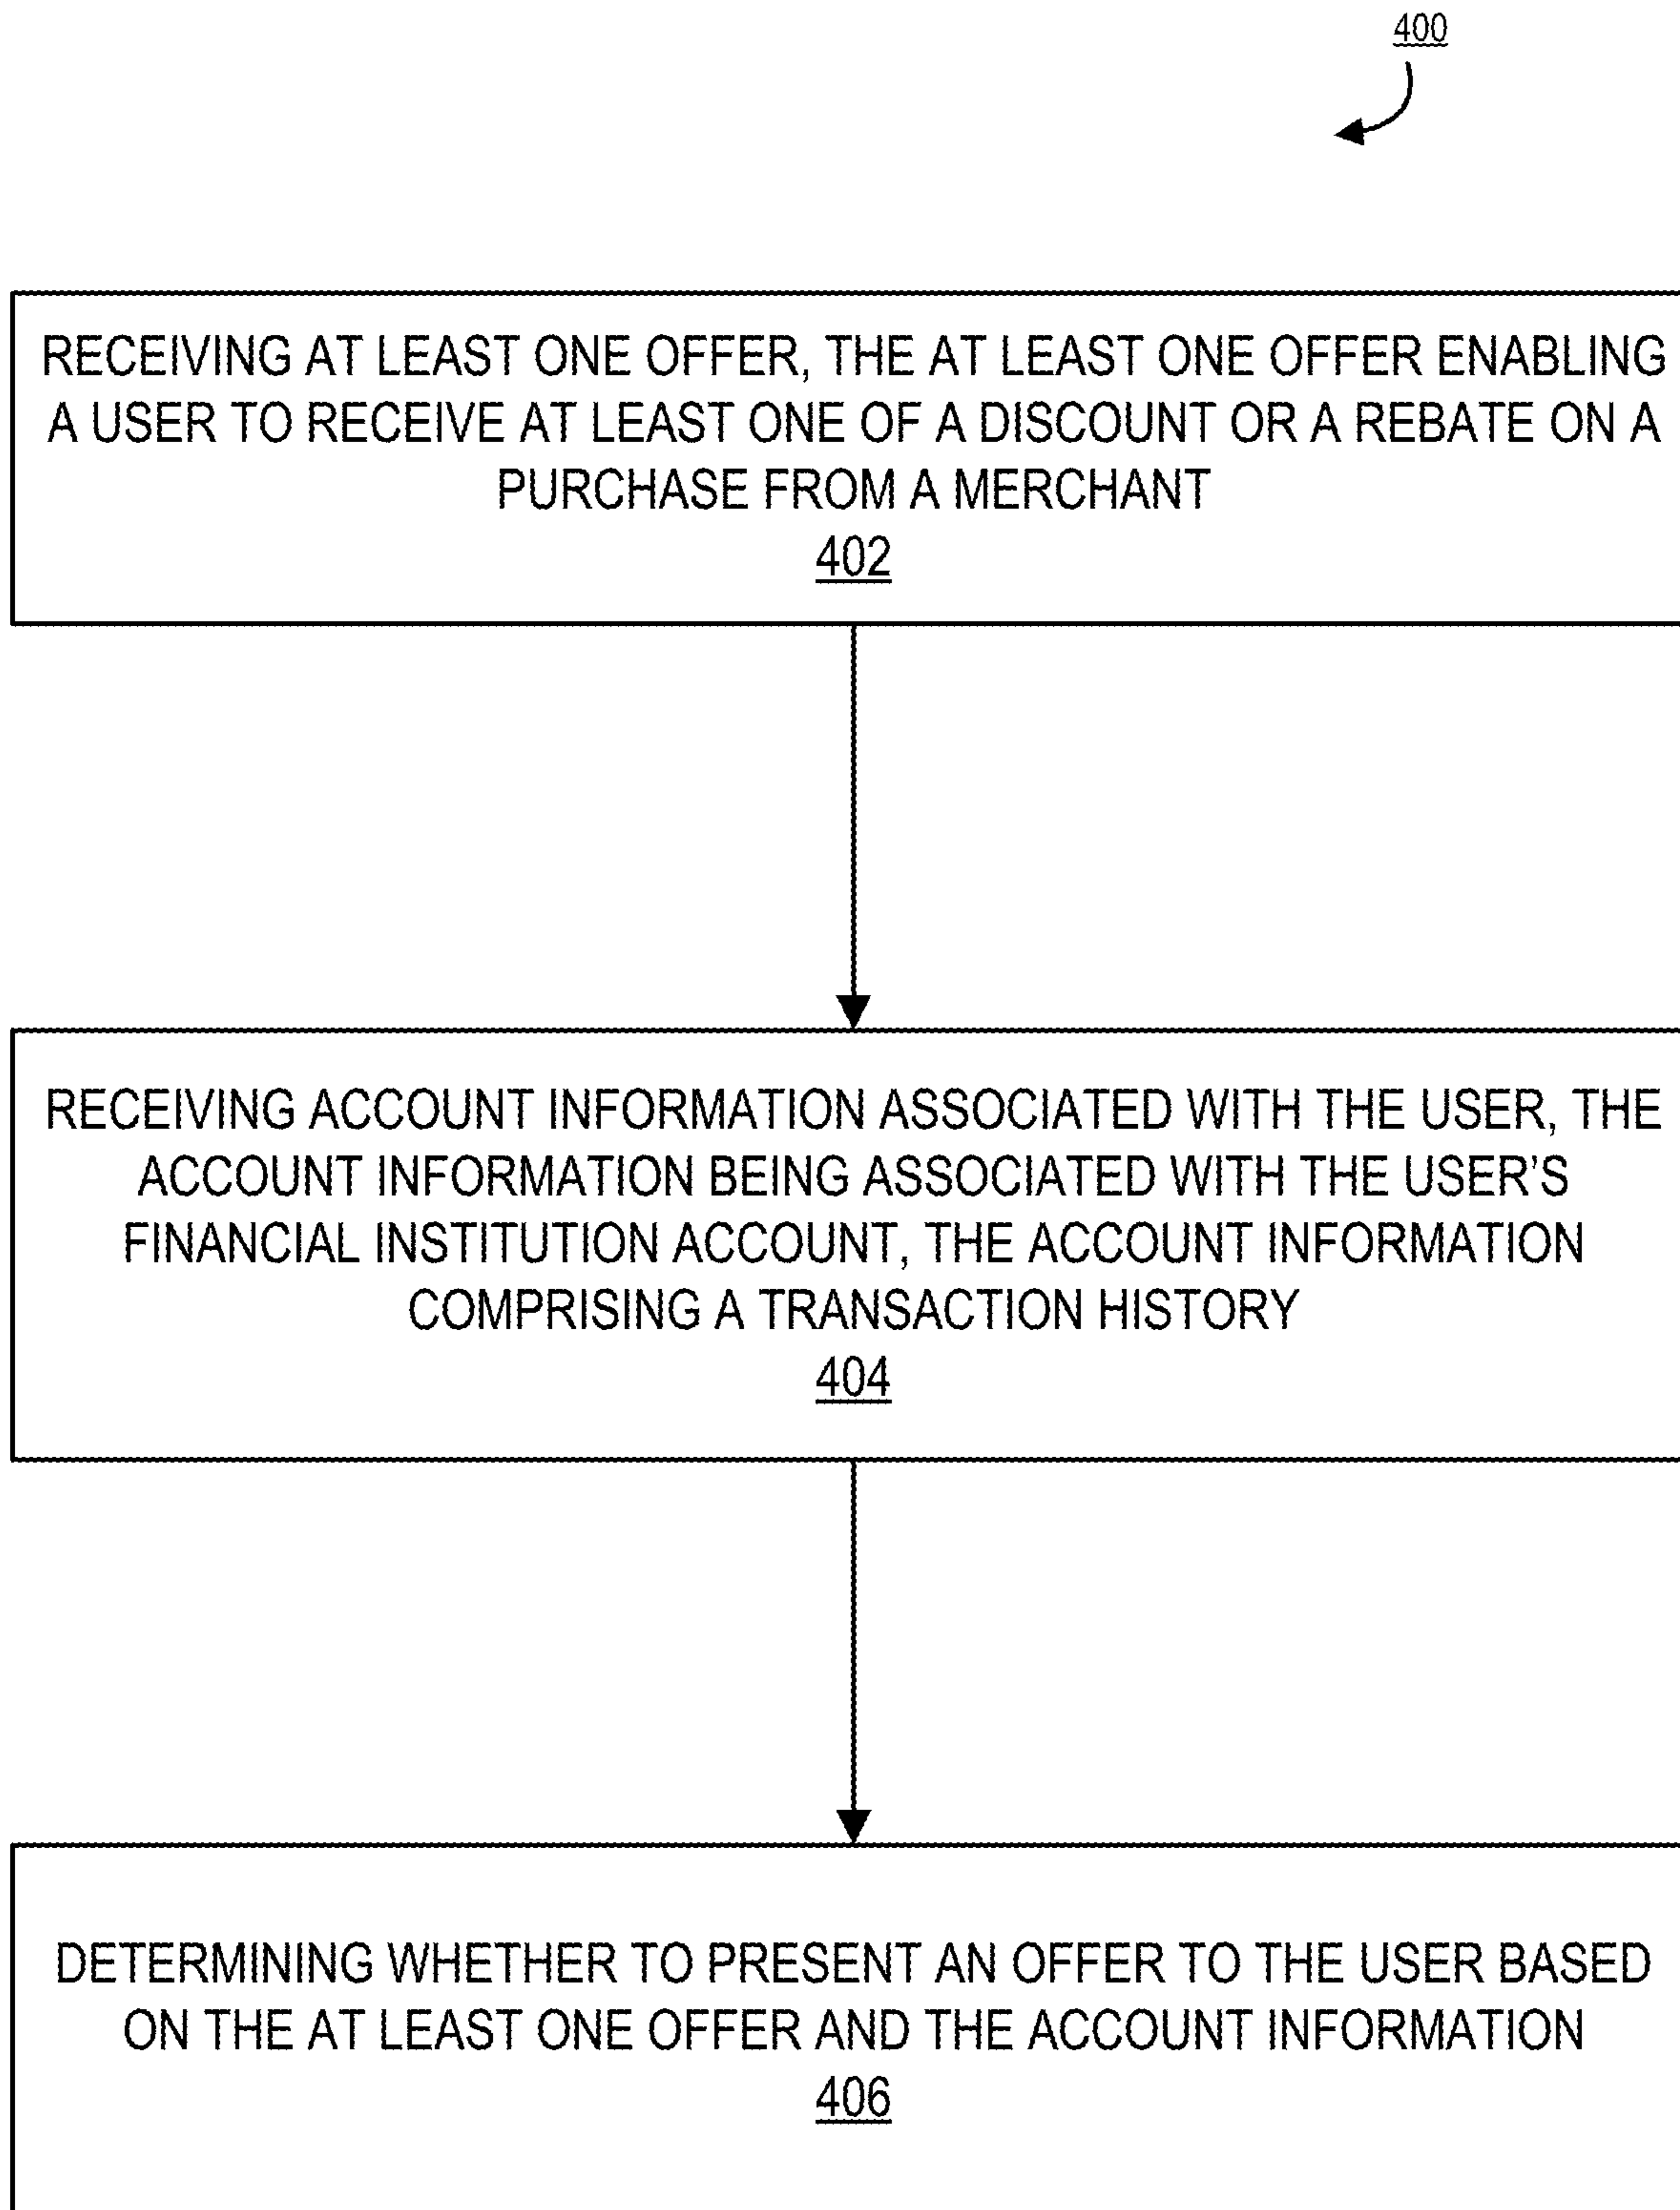 400
RECEIVING AT LEAST ONE OFFER, THE AT LEAST ONE OFFER ENABLING
A USER TO RECEIVE AT LEAST ONE OF A DISCOUNT OR A REBATE ON A
PURCHASE FROM A MERCHANT
402
RECEIVING ACCOUNT INFORMATION ASSOCIATED WITH THE USER, THE
ACCOUNT INFORMATION BEING ASSOCIATED WITH THE USER’S
FINANCIAL INSTITUTION ACCOUNT, THE ACCOUNT INFORMATION
COMPRISING A TRANSACTION HISTORY
404
DETERMINING WHETHER TO PRESENT AN OFFER TO THE USER BASED
ON THE AT LEAST ONE OFFER AND THE ACCOUNT INFORMATION
406